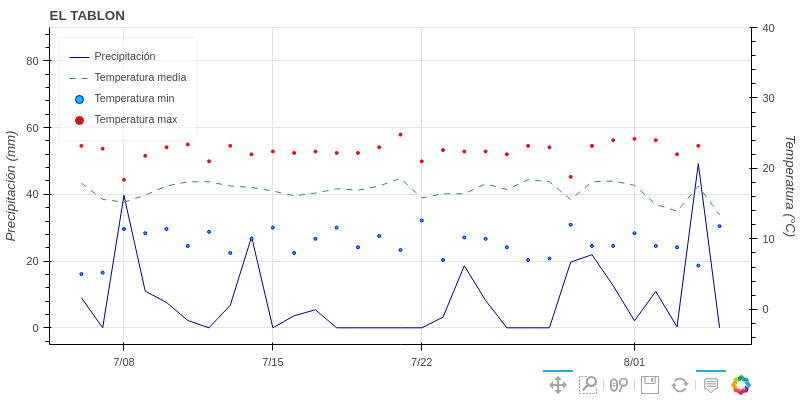 EL TABLON
Precipitación
Temperatura media
Temperatura min
Temperatura max
Precipitación (mm)
80
60
40
20
0
Temperatura (°C)
40
30
20
10
0
7/08
7/15
7/22
8/01